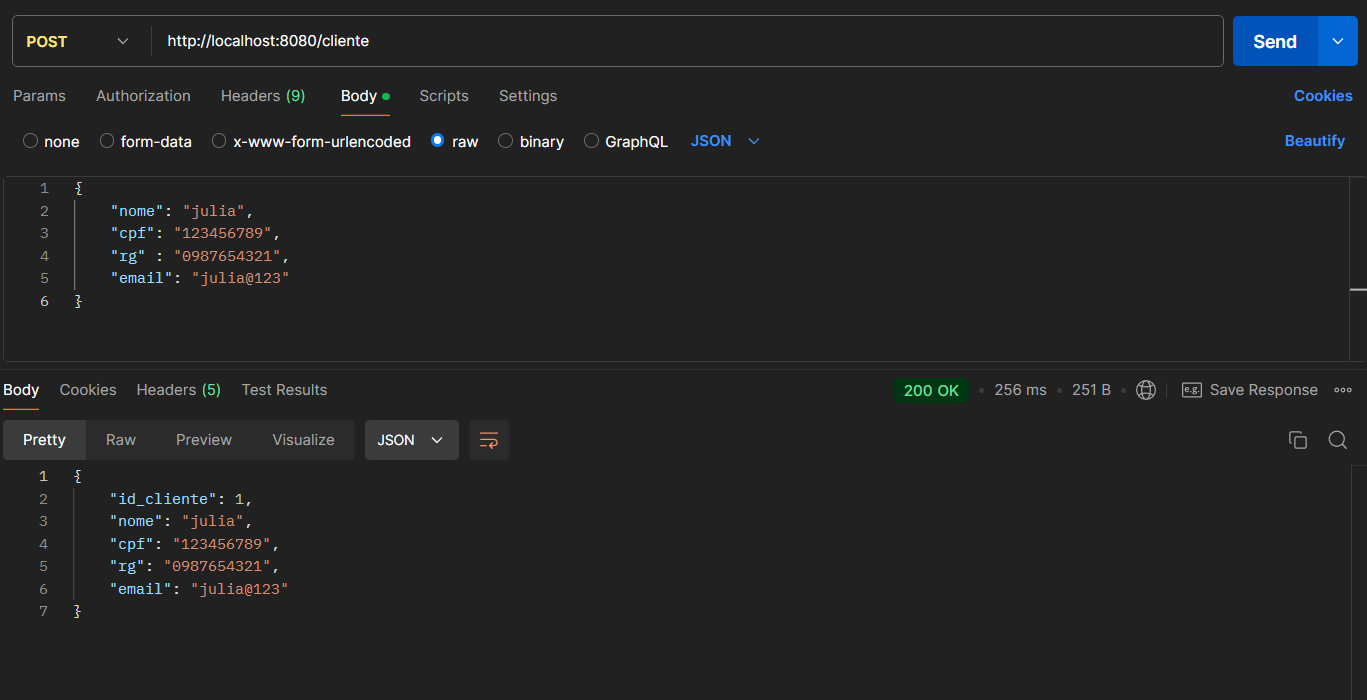 POST http://localhost:8080/cliente Send
Params Authorization Headers (9) Body Scripts Settings Cookies
none form-data x-www-form-urlencoded raw binary GraphQL JSON Beautify
1 {
2 "nome": "julia",
3 "cpf": "123456789",
4 "rg" : "0987654321",
5 "email": "julia@123"
6 }
Body Cookies Headers (5) Test Results 200 OK 256 ms 251 B e.g. Save Response
Pretty Raw Preview Visualize JSON
1 {
2 "id_cliente": 1,
3 "nome": "julia",
4 "cpf": "123456789",
5 "rg": "0987654321",
6 "email": "julia@123"
7 }